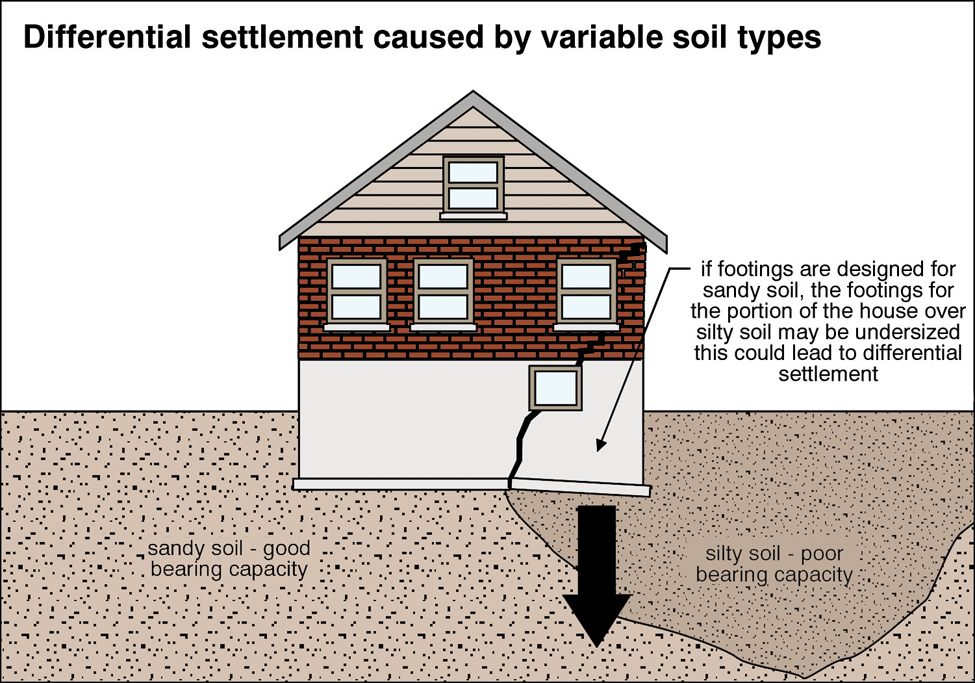 Differential settlement caused by variable soil types
if footings are designed for
sandy soil, the footings for
the portion of the house over
silty soil may be undersized
this could lead to differential
settlement
sandy soil - good
bearing capacity
silty soil - poor
bearing capacity